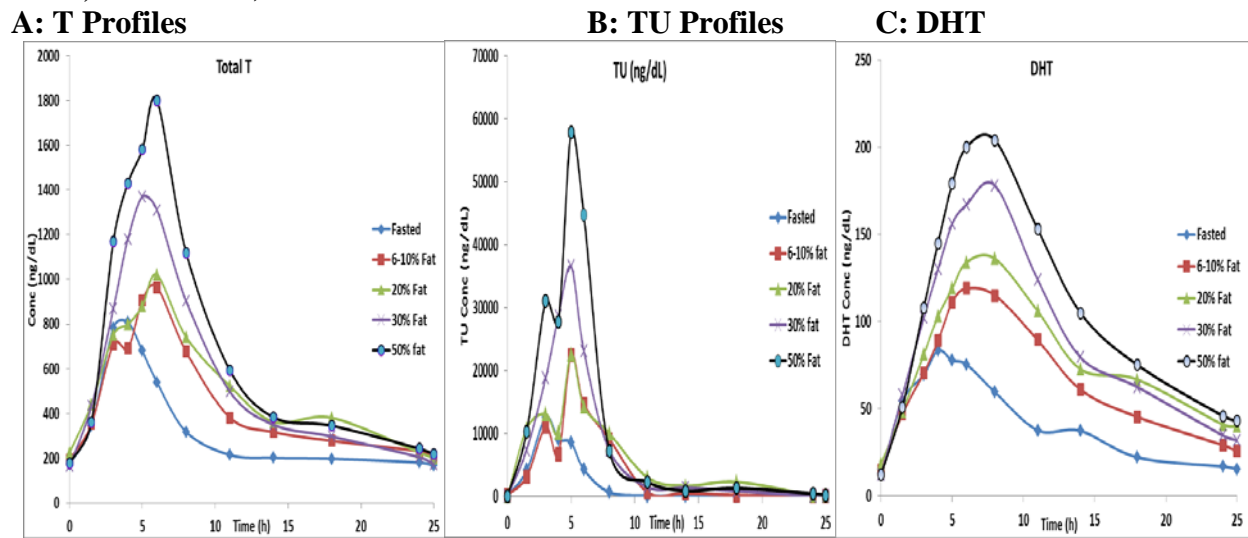 A: T Profiles B: TU Profiles C: DHT
Total T
Conc (ng/dL)
2000
1800
1600
1400
1200
1000
800
600
400
200
0
0 5 10 15 20 25
Time (h)
Fasted
6-10% Fat
20% Fat
30% Fat
50% fat
TU (ng/dL)
TU Conc (ng/dL)
70000
60000
50000
40000
30000
20000
10000
0
0 5 10 15 20 25
Time (h)
Fasted
6-10% fat
20% Fat
30% fat
50% Fat
DHT
DHT Conc (ng/dL)
250
200
150
100
50
0
0 5 10 15 20 25
Time (h)
Fasted
6-10% Fat
20% Fat
30% Fat
50% fat